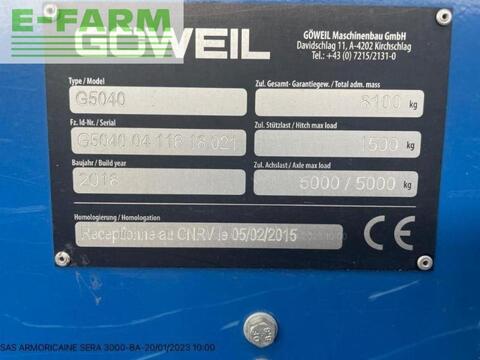 E-FARM
GÖWEIL
GÖWEIL Maschinenbau GmbH
Davidschlag 11, A-4202 Kirchschlag
Tel.: +43 (0) 7215/2131-0
Type / Model
G5040
Zul. Gesamt- Garantiegew. / Total adm. mass
8100 kg
Fz. Id-Nr. / Serial
G5040 04 118 18 021
Zul. Stützlast / Hitch max load
1500 kg
Baujahr / Build year
2018
Zul. Achslast / Axle max load
5000 / 5000 kg
Homologierung / Homologation
Receptionne au CNRV le 05/02/2015
CE
SAS ARMORICAINE SERA 3000-BA-20/01/2023 10:00